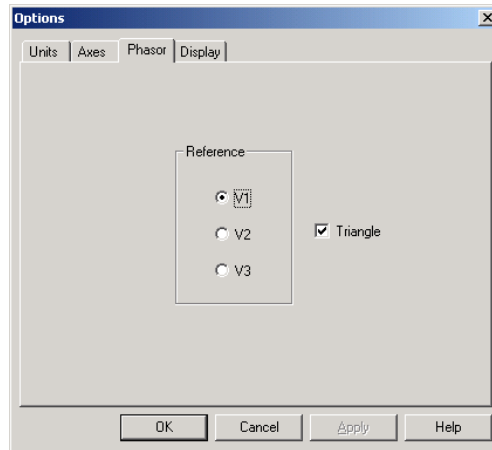 Options
Units Axes Phasor Display
Reference
V1
V2
Triangle
V3
OK Cancel Apply Help